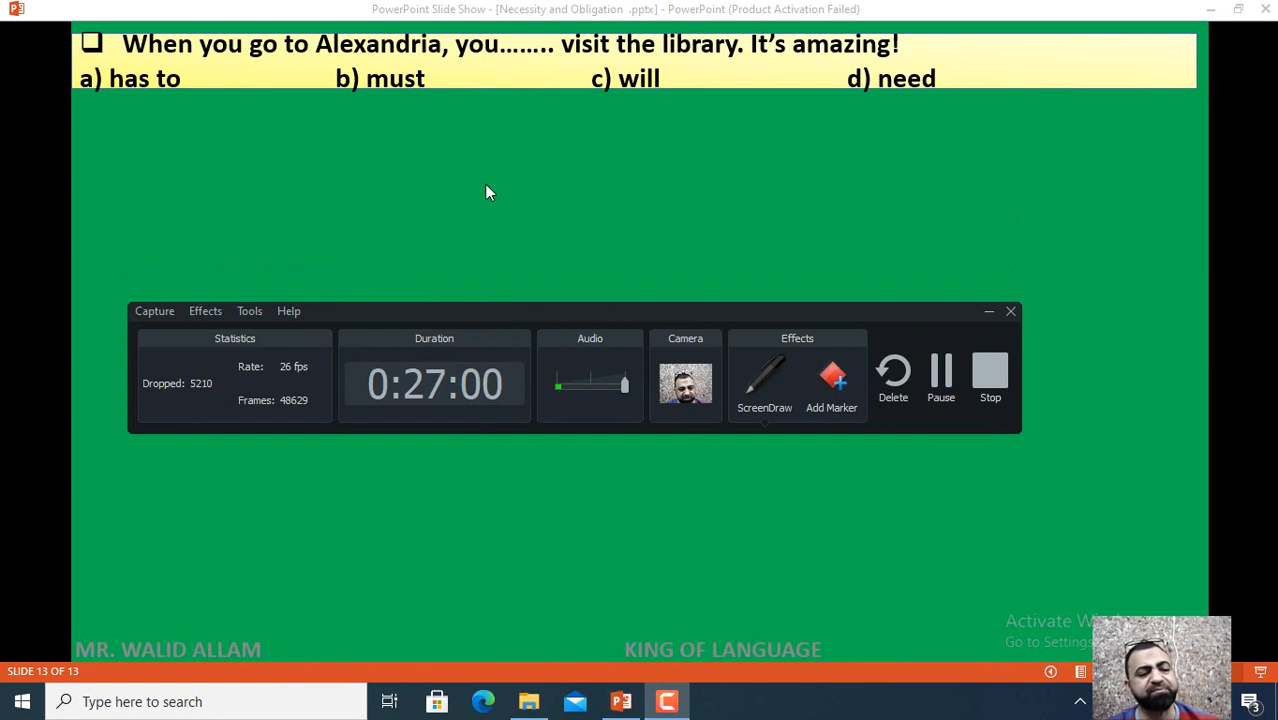 PowerPoint Slide Show - [Necessity and Obligation .pptx] - PowerPoint (Product Activation Failed)
When you go to Alexandria, you…….. visit the library. It’s amazing!
a) has to b) must c) will d) need
Capture Effects Tools Help
Statistics Duration Audio Camera Effects
Dropped: 5210 Rate: 26 fps
Frames: 48629
0:27:00
ScreenDraw Add Marker Delete Pause Stop
Activate
Go to Settings
MR. WALID ALLAM KING OF LANGUAGE
SLIDE 13 OF 13
Type here to search
3